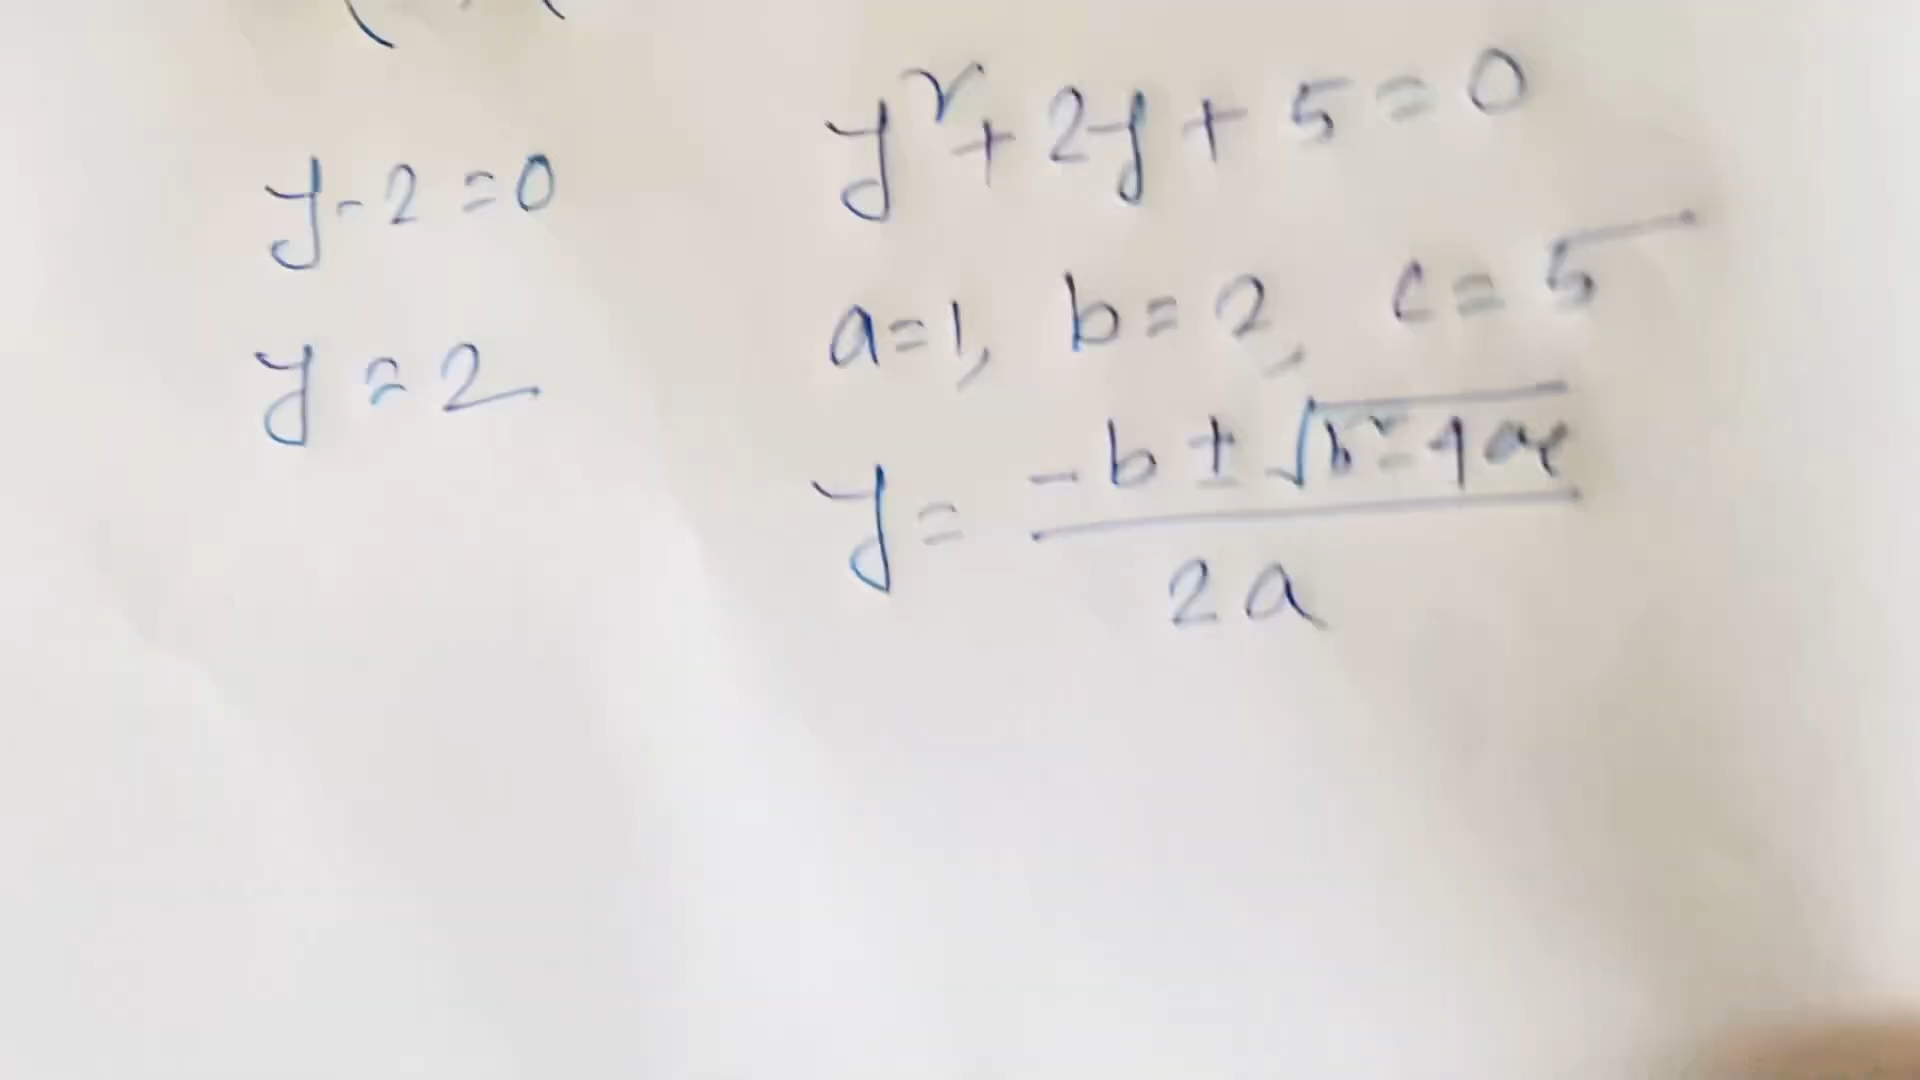 y - 2 = 0
y = 2
y² + 2y + 5 = 0
a = 1, b = 2, c = 5
y = (-b ± √(b² - 4ac)) / 2a